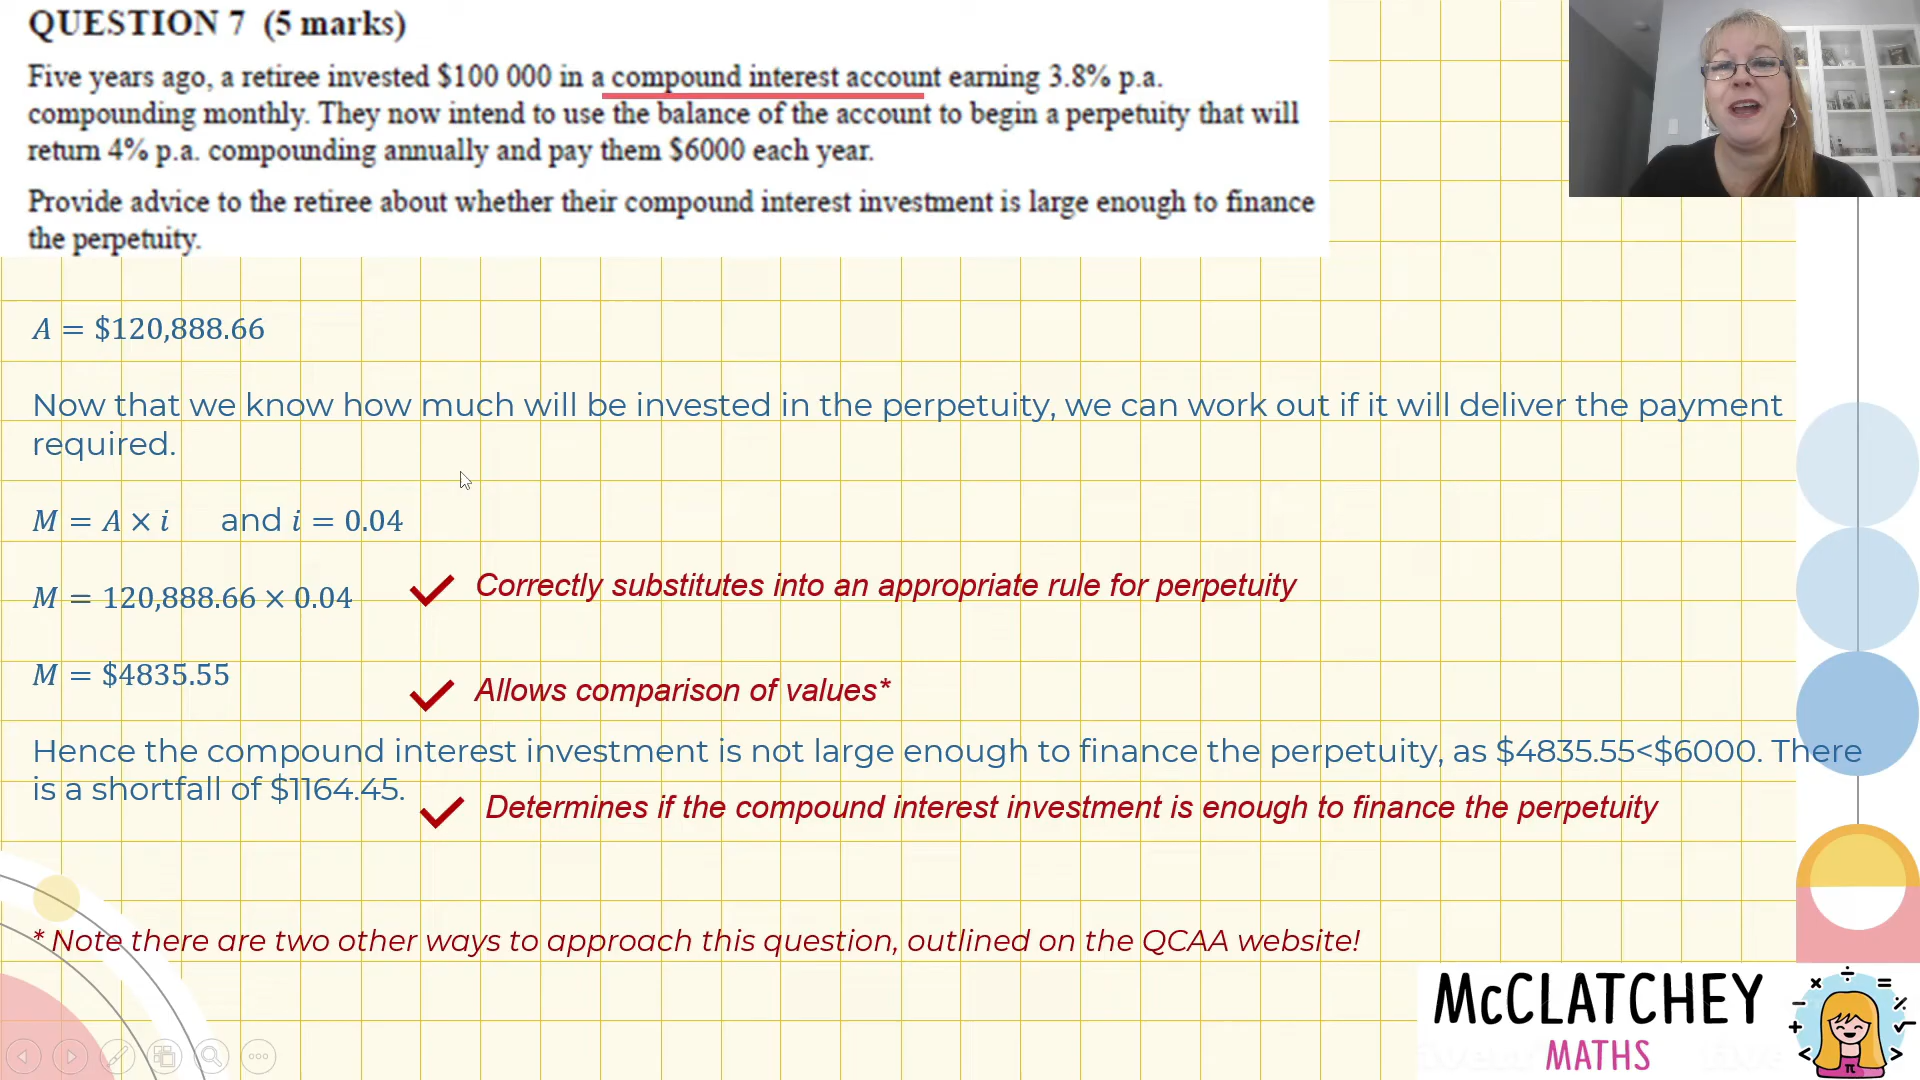 QUESTION 7 (5 marks)
Five years ago, a retiree invested $100 000 in a compound interest account earning 3.8% p.a.
compounding monthly. They now intend to use the balance of the account to begin a perpetuity that will
return 4% p.a. compounding annually and pay them $6000 each year.
Provide advice to the retiree about whether their compound interest investment is large enough to finance
the perpetuity.
A = $120,888.66
Now that we know how much will be invested in the perpetuity, we can work out if it will deliver the payment
required.
M = A × i and i = 0.04
M = 120,888.66 × 0.04
Correctly substitutes into an appropriate rule for perpetuity
M = $4835.55
Allows comparison of values*
Hence the compound interest investment is not large enough to finance the perpetuity, as $4835.55<$6000. There
is a shortfall of $1164.45.
Determines if the compound interest investment is enough to finance the perpetuity
* Note there are two other ways to approach this question, outlined on the QCAA website!
McCLATCHEY
MATHS